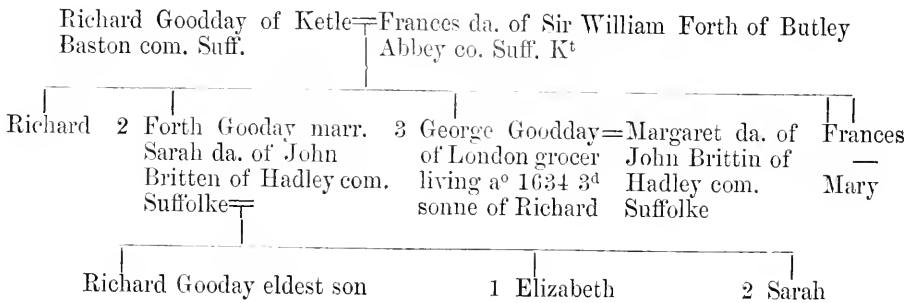 Richard Goodday of Ketle=Frances da. of Sir William Forth of Butley
Baston com. Suff. Abbey co. Suff. Kᵗ
Richard
2 Forth Gooday marr.
Sarah da. of John
Britten of Hadley com.
Suffolke=
3 George Goodday=Margaret da. of
of London grocer John Brittin of
living aº 1634 3ᵈ Hadley com.
sonne of Richard Suffolke
Frances
—
Mary
Richard Gooday eldest son
1 Elizabeth
2 Sarah